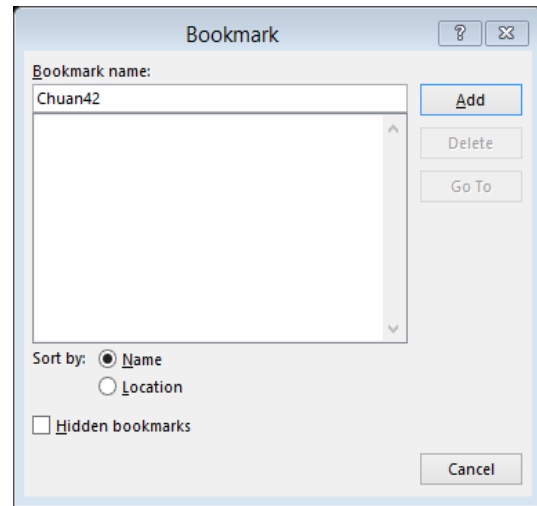 Bookmark
?
Bookmark name:
Chuan42
Add
Delete
Go To
Sort by:
Name
Location
Hidden bookmarks
Cancel